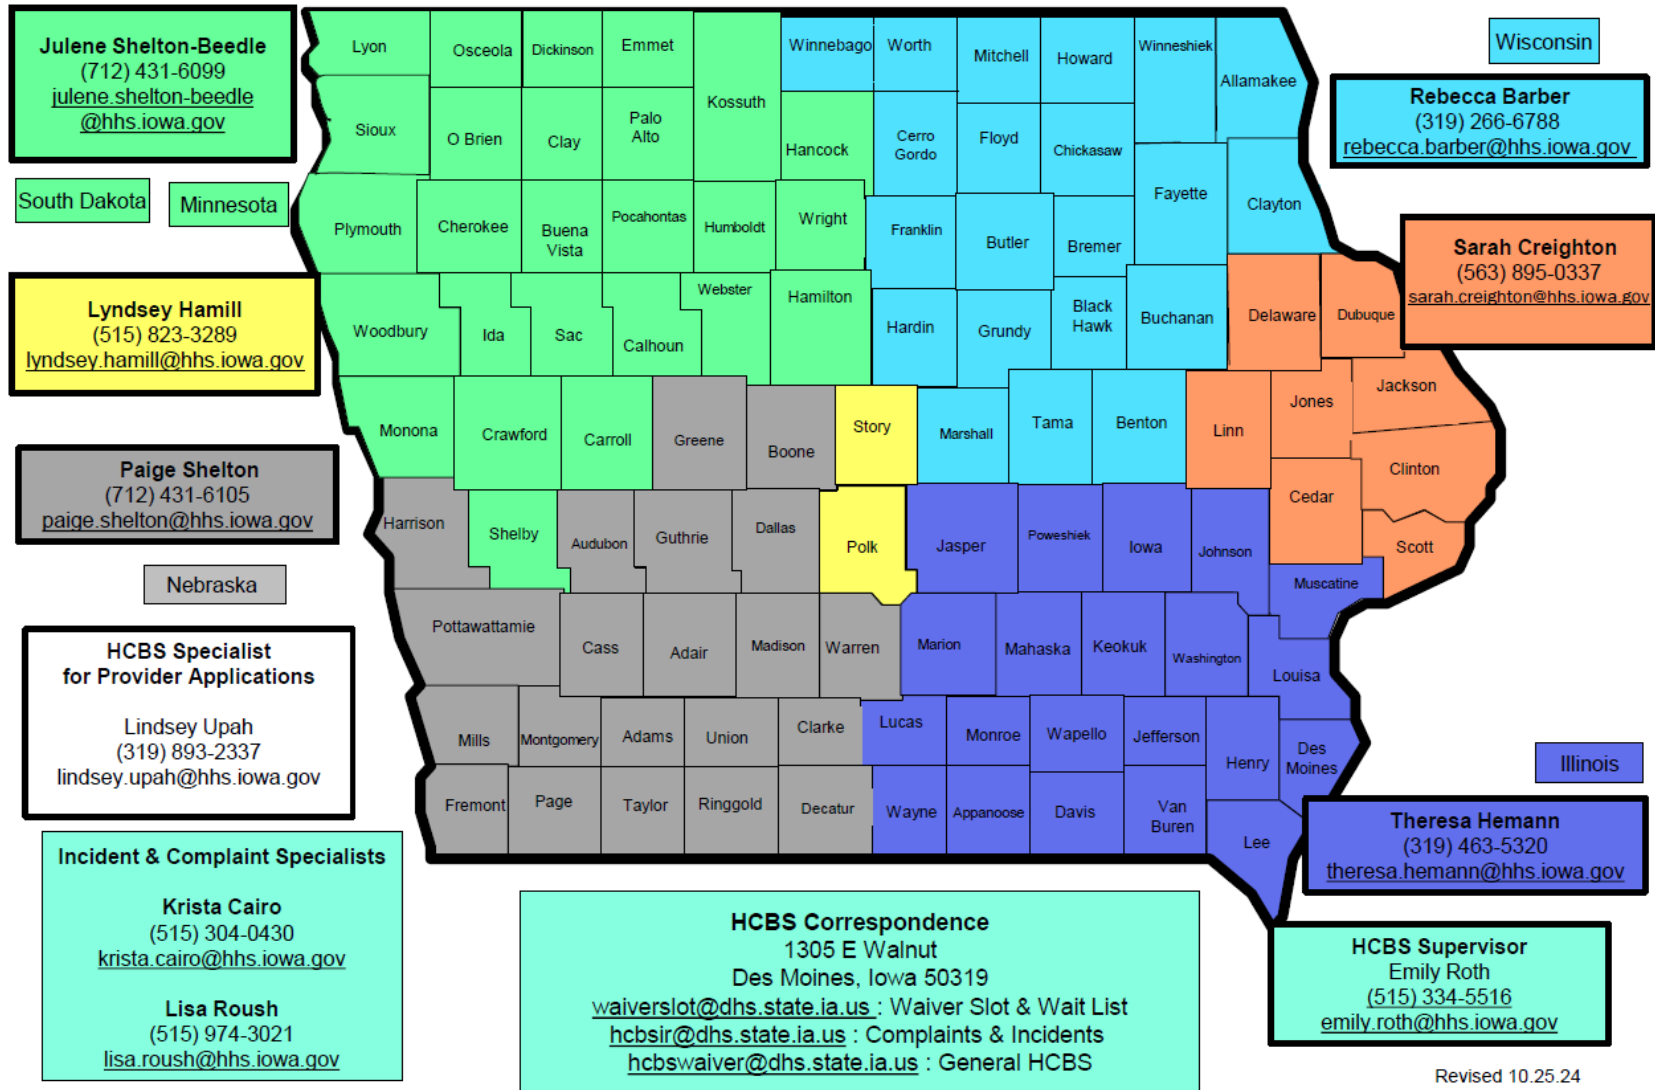 Julene Shelton-Beedle
(712) 431-6099
julene.shelton-beedle
@hhs.iowa.gov
South Dakota
Minnesota
Lyndsey Hamill
(515) 823-3289
lyndsey.hamill@hhs.iowa.gov
Paige Shelton
(712) 431-6105
paige.shelton@hhs.iowa.gov
Nebraska
HCBS Specialist
for Provider Applications
Lindsey Upah
(319) 893-2337
lindsey.upah@hhs.iowa.gov
Incident & Complaint Specialists
Krista Cairo
(515) 304-0430
krista.cairo@hhs.iowa.gov
Lisa Roush
(515) 974-3021
lisa.roush@hhs.iowa.gov
Lyon
Osceola
Dickinson
Emmet
Kossuth
Winnebago
Worth
Mitchell
Howard
Winneshiek
Allamakee
Sioux
O Brien
Clay
Palo
Alto
Hancock
Cerro
Gordo
Floyd
Chickasaw
Fayette
Clayton
Plymouth
Cherokee
Buena
Vista
Pocahontas
Humboldt
Wright
Franklin
Butler
Bremer
Woodbury
Ida
Sac
Calhoun
Webster
Hamilton
Hardin
Grundy
Black
Hawk
Buchanan
Delaware
Dubuque
Monona
Crawford
Carroll
Greene
Boone
Story
Marshall
Tama
Benton
Linn
Jones
Jackson
Clinton
Cedar
Scott
Harrison
Shelby
Audubon
Guthrie
Dallas
Polk
Jasper
Poweshiek
Iowa
Johnson
Muscatine
Pottawattamie
Cass
Adair
Madison
Warren
Marion
Mahaska
Keokuk
Washington
Louisa
Mills
Montgomery
Adams
Union
Clarke
Lucas
Monroe
Wapello
Jefferson
Henry
Des
Moines
Fremont
Page
Taylor
Ringgold
Decatur
Wayne
Appanoose
Davis
Van
Buren
Lee
Wisconsin
Rebecca Barber
(319) 266-6788
rebecca.barber@hhs.iowa.gov
Sarah Creighton
(563) 895-0337
sarah.creighton@hhs.iowa.gov
Illinois
Theresa Hemann
(319) 463-5320
theresa.hemann@hhs.iowa.gov
HCBS Correspondence
1305 E Walnut
Des Moines, Iowa 50319
waiverslot@dhs.state.ia.us : Waiver Slot & Wait List
hcbsir@dhs.state.ia.us : Complaints & Incidents
hcbswaiver@dhs.state.ia.us : General HCBS
HCBS Supervisor
Emily Roth
(515) 334-5516
emily.roth@hhs.iowa.gov
Revised 10.25.24